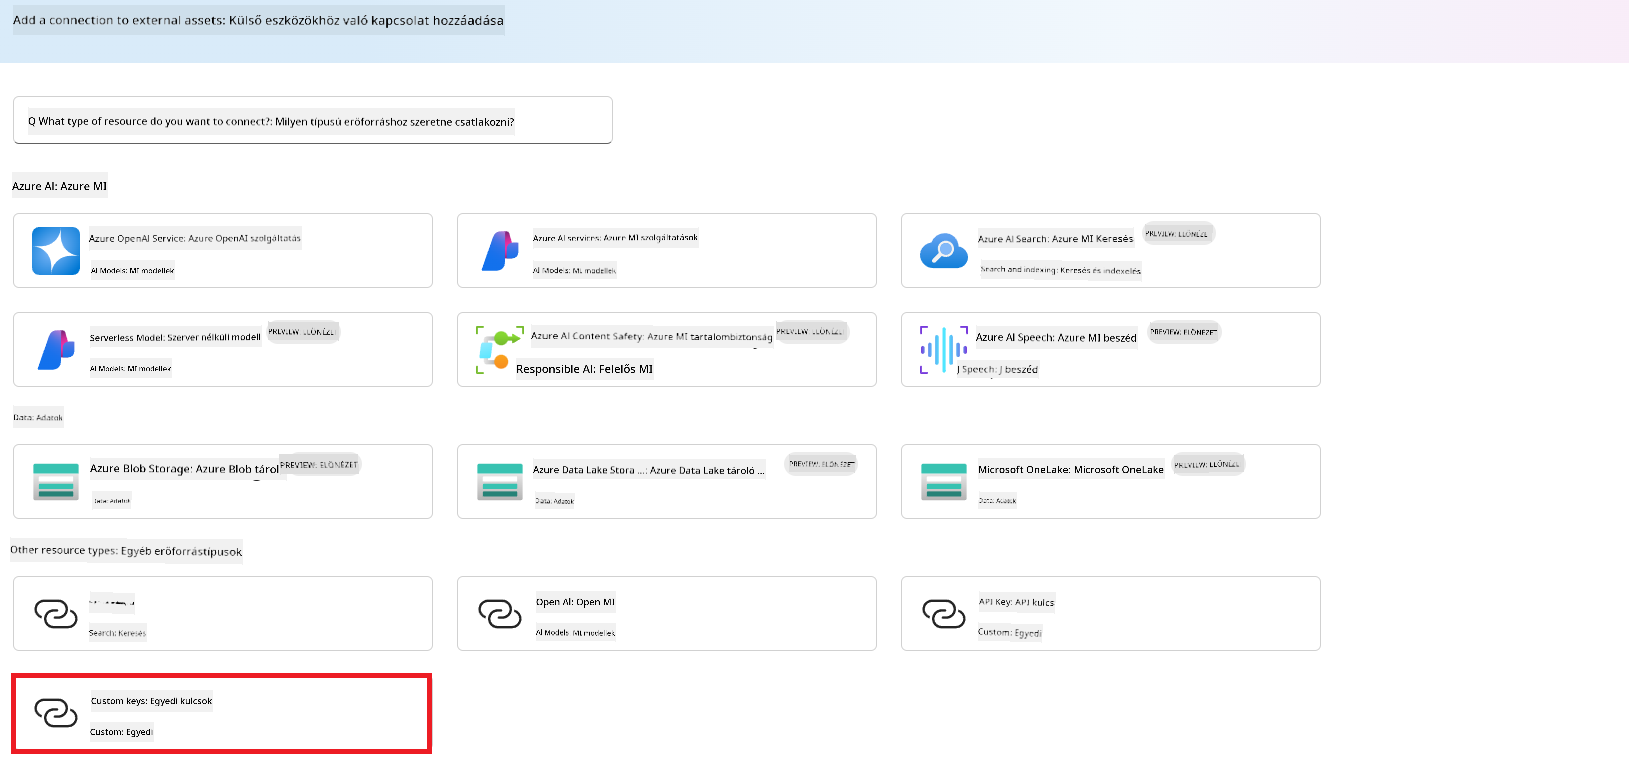 Add a connection to external assets: Külső eszközökhöz való kapcsolat hozzáadása
Q What type of resource do you want to connect?: Milyen típusú erőforráshoz szeretne csatlakozni?
Azure AI: Azure MI
Azure OpenAI Service: Azure OpenAI szolgáltatás
AI Models: MI modellek
Azure AI services: Azure MI szolgáltatások
AI Models: MI modellek
Azure AI Search: Azure MI Keresés
PREVIEW: ELŐNÉZE
Search and indexing: Keresés és indexelés
Serverless Model: Szerver nélküli modell
PREVIEW: ELŐNÉZET
AI Models: MI modellek
Azure AI Content Safety: Azure MI tartalombiztonság
PREVIEW: ELŐNÉZET
Responsible AI: Felelős MI
Azure AI Speech: Azure MI beszéd
PREVIEW: ELŐNÉZET
J Speech: J beszéd
Data: Adatok
Azure Blob Storage: Azure Blob tárol
PREVIEW: ELŐNÉZET
Data: Adatok
Azure Data Lake Stora ...: Azure Data Lake tároló ...
PREVIEW: ELŐNÉZET
Data: Adatok
Microsoft OneLake: Microsoft OneLake
PREVIEW: ELŐNÉZE
Data: Adatok
Other resource types: Egyéb erőforrástípusok
Search: Keresés
Open AI: Open MI
AI Models: MI modellek
API Key: API kulcs
Custom: Egyedi
Custom keys: Egyedi kulcsok
Custom: Egyedi